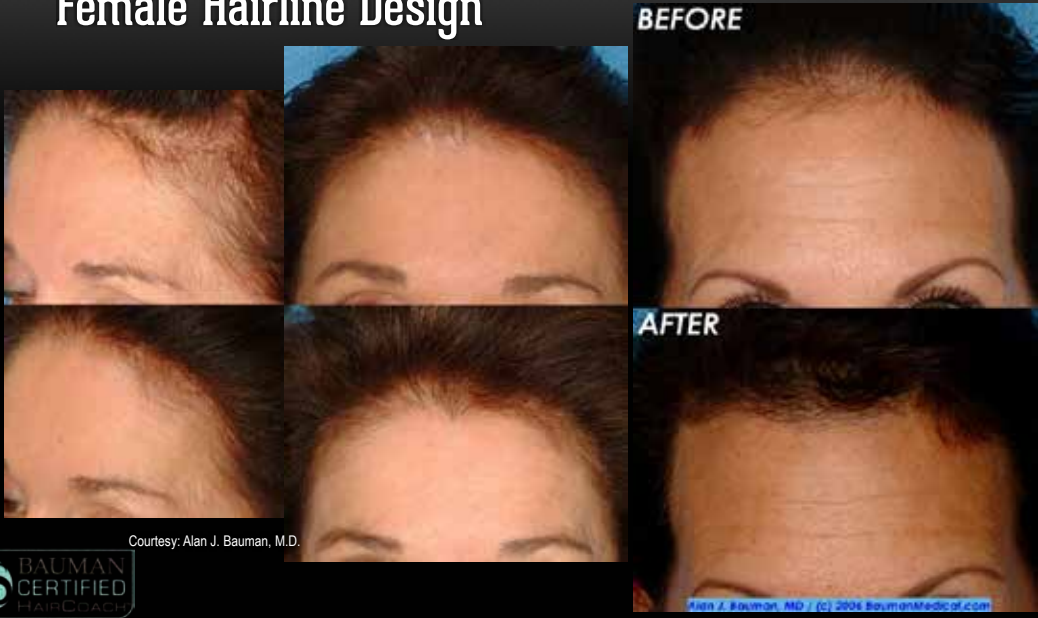 Female Hairline Design
BEFORE
AFTER
Courtesy: Alan J. Bauman, M.D.
BAUMAN
CERTIFIED
HAIRCOACH
Alan J. Bauman, MD / (c) 2006 BaumanMedical.com